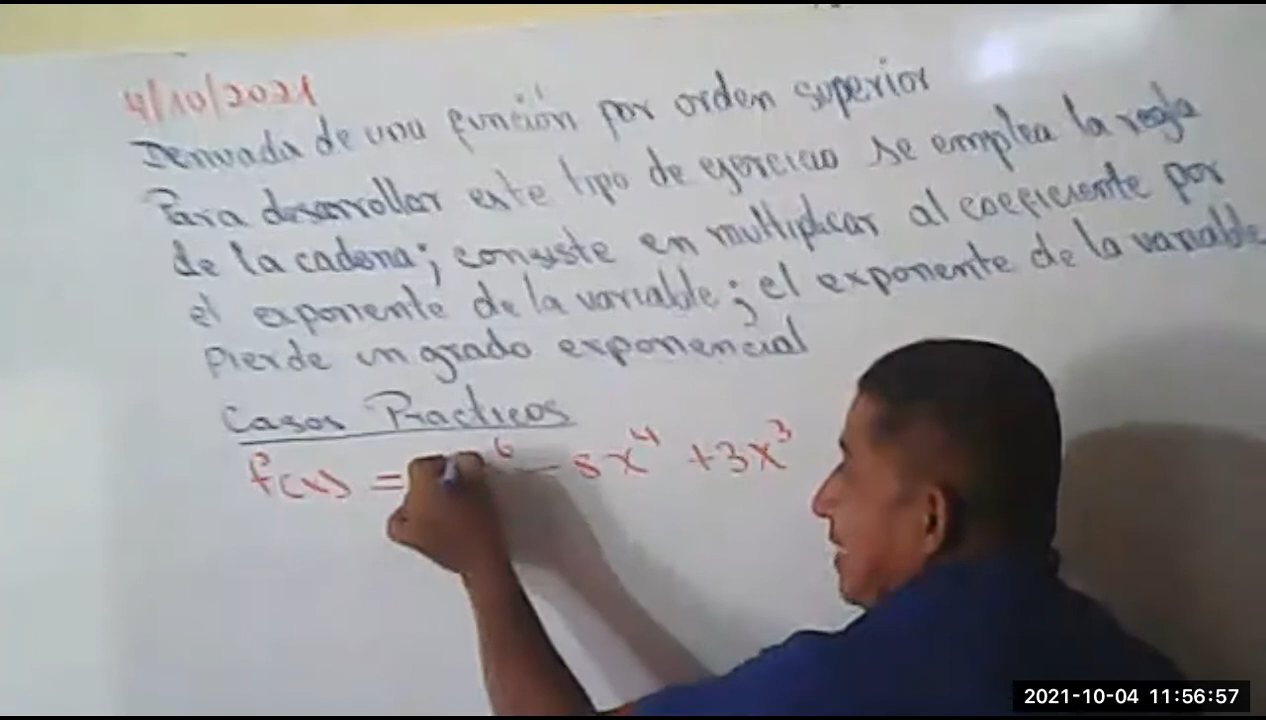 4/10/2021
Derivada de una función por orden superior
Para desarrollar este tipo de ejercicio se emplea la regla
de la cadena; consiste en multiplicar al coeficiente por
el exponente de la variable; el exponente de la variable
Pierde un grado exponencial
Casos Practicos
f(x) = ⁶ - 8x⁴ + 3x³
2021-10-04 11:56:57